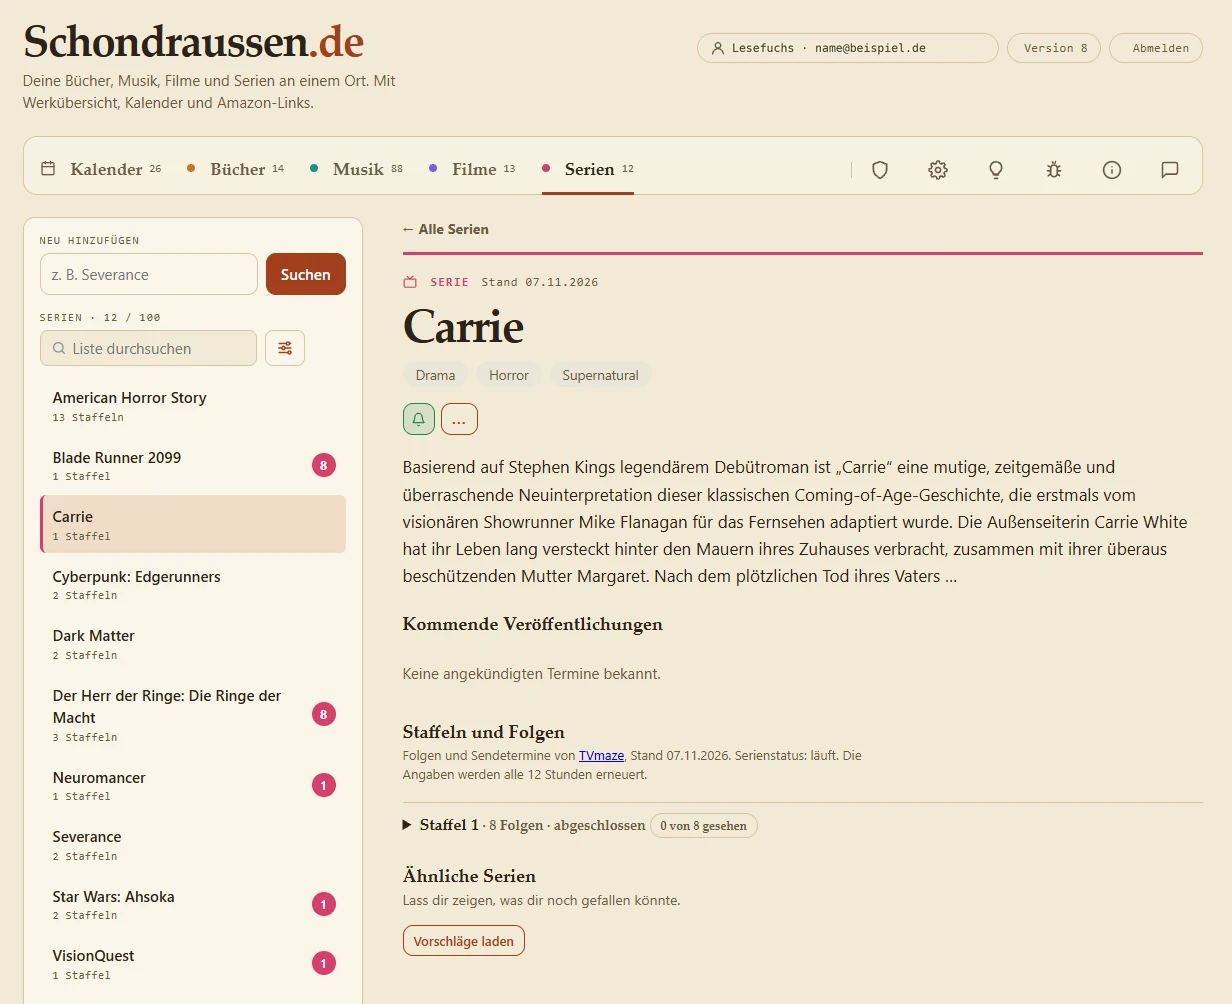 Schondraussen.de
Deine Bücher, Musik, Filme und Serien an einem Ort. Mit
Werkübersicht, Kalender und Amazon-Links.
Lesefuchs · name@beispiel.de
Version 8
Abmelden
Kalender 26
Bücher 14
Musik 88
Filme 13
Serien 12
NEU HINZUFÜGEN
z. B. Severance
Suchen
SERIEN · 12 / 100
Liste durchsuchen
American Horror Story
13 Staffeln
Blade Runner 2099
1 Staffel
8
Carrie
1 Staffel
Cyberpunk: Edgerunners
2 Staffeln
Dark Matter
2 Staffeln
Der Herr der Ringe: Die Ringe der
Macht
3 Staffeln
8
Neuromancer
1 Staffel
1
Severance
2 Staffeln
Star Wars: Ahsoka
2 Staffeln
1
VisionQuest
1 Staffel
1
← Alle Serien
SERIE Stand 07.11.2026
Carrie
Drama
Horror
Supernatural
...
Basierend auf Stephen Kings legendärem Debütroman ist „Carrie“ eine mutige, zeitgemäße und
überraschende Neuinterpretation dieser klassischen Coming-of-Age-Geschichte, die erstmals vom
visionären Showrunner Mike Flanagan für das Fernsehen adaptiert wurde. Die Außenseiterin Carrie White
hat ihr Leben lang versteckt hinter den Mauern ihres Zuhauses verbracht, zusammen mit ihrer überaus
beschützenden Mutter Margaret. Nach dem plötzlichen Tod ihres Vaters ...
Kommende Veröffentlichungen
Keine angekündigten Termine bekannt.
Staffeln und Folgen
Folgen und Sendetermine von TVmaze, Stand 07.11.2026. Serienstatus: läuft. Die
Angaben werden alle 12 Stunden erneuert.
▶ Staffel 1 · 8 Folgen · abgeschlossen 0 von 8 gesehen
Ähnliche Serien
Lass dir zeigen, was dir noch gefallen könnte.
Vorschläge laden